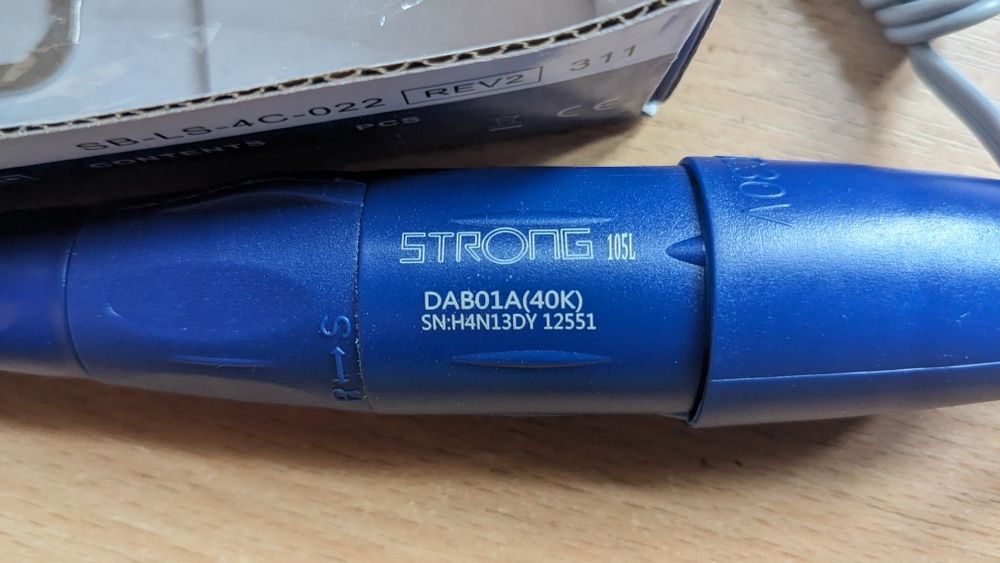 SB-LS-4C-022 REV2 311
CONTENTS PCS
CE
STRONG 105L
DAB01A(40K)
SN:H4N13DY 12551
R↔S